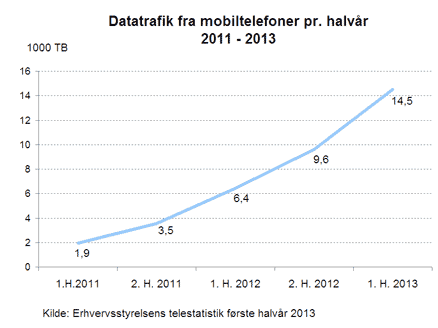 Datatrafik fra mobiltelefoner pr. halvår
2011 - 2013
1000 TB
16
14
12
10
8
6
4
2
0
1,9
3,5
6,4
9,6
14,5
1.H.2011
2. H. 2011
1. H. 2012
2. H. 2012
1. H. 2013
Kilde: Erhvervsstyrelsens telestatistik første halvår 2013